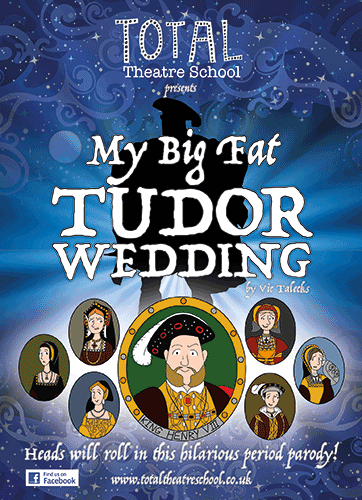 TOTAL
Theatre School
presents
My Big Fat
TUDOR
WEDDING
by Vic Talecks
KING HENRY VIII
Heads will roll in this hilarious period parody!
Find us on
Facebook
www.totaltheatreschool.co.uk